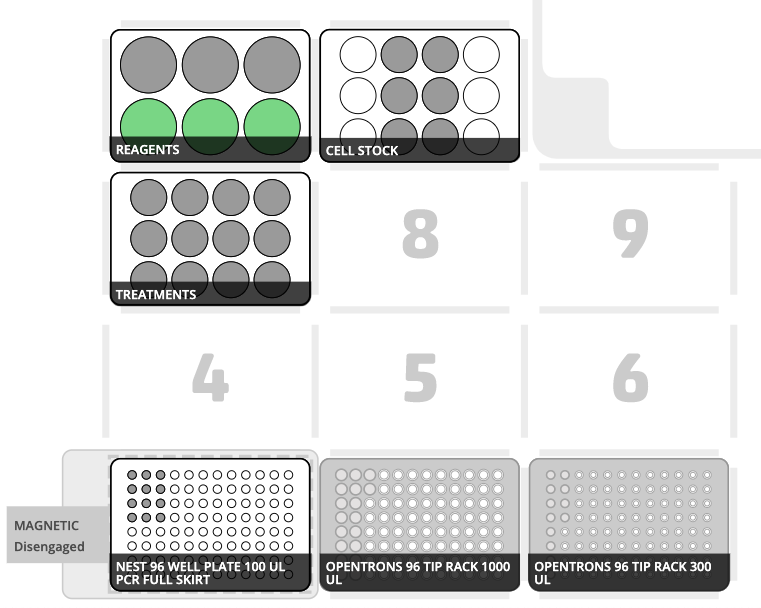 REAGENTS
CELL STOCK
TREATMENTS
8
9
4
5
6
MAGNETIC
Disengaged
NEST 96 WELL PLATE 100 UL
PCR FULL SKIRT
OPENTRONS 96 TIP RACK 1000
UL
OPENTRONS 96 TIP RACK 300
UL